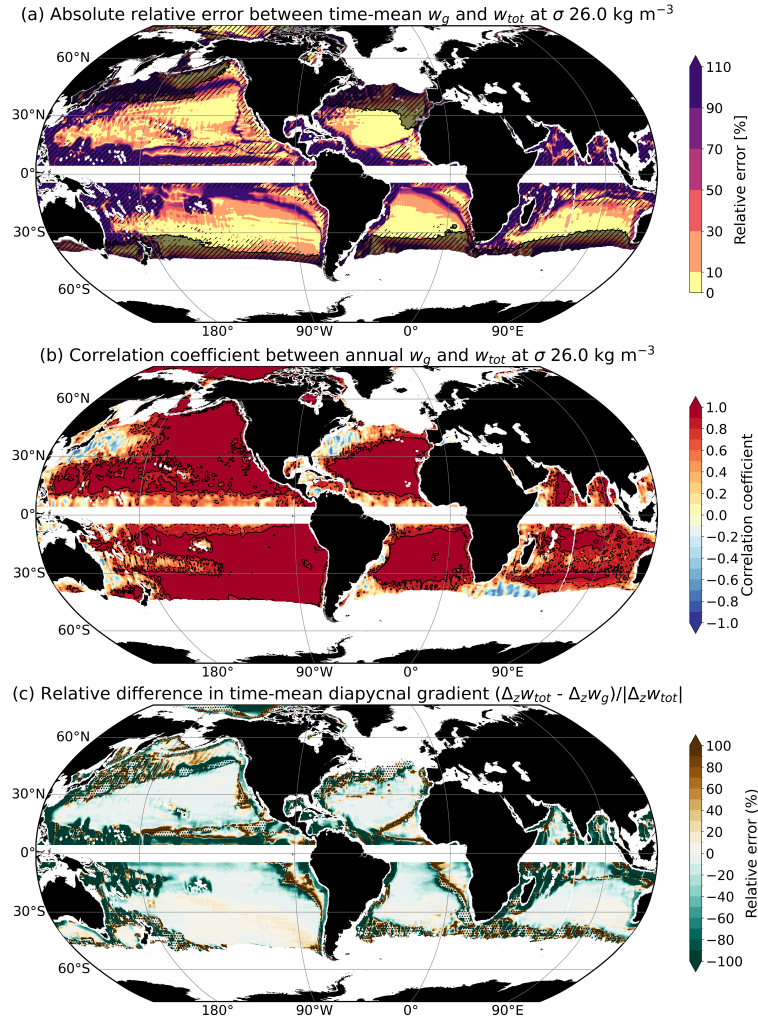 (a) Absolute relative error between time-mean w_g and w_tot at σ 26.0 kg m⁻³
60°N
30°N
0°
30°S
60°S
180° 90°W 0° 90°E
110
90
70
50
30
10
0
Relative error [%]
(b) Correlation coefficient between annual w_g and w_tot at σ 26.0 kg m⁻³
60°N
30°N
0°
30°S
60°S
180° 90°W 0° 90°E
1.0
0.8
0.6
0.4
0.2
0.0
−0.2
−0.4
−0.6
−0.8
−1.0
Correlation coefficient
(c) Relative difference in time-mean diapycnal gradient (Δ_z w_tot - Δ_z w_g)/|Δ_z w_tot|
60°N
30°N
0°
30°S
60°S
180° 90°W 0° 90°E
100
80
60
40
20
0
−20
−40
−60
−80
−100
Relative error (%)